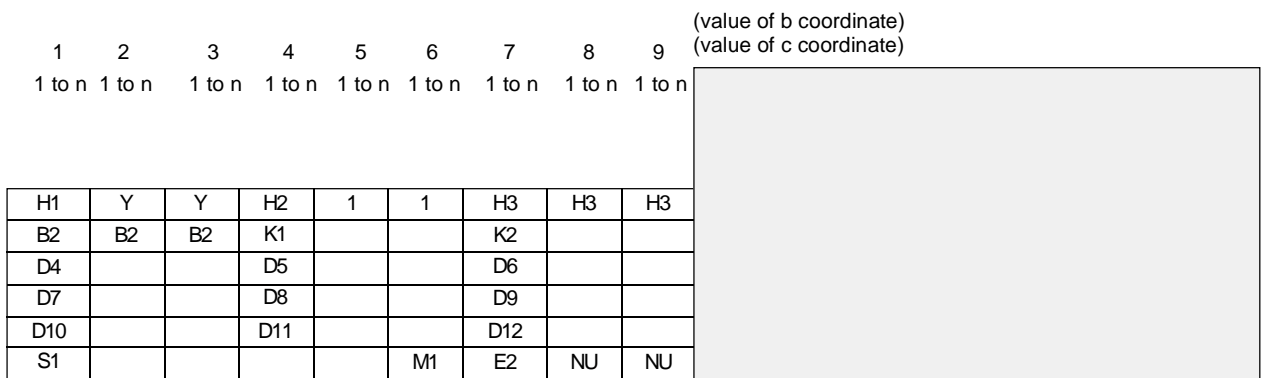 (value of b coordinate)
1 2 3 4 5 6 7 8 9 (value of c coordinate)
1 to n 1 to n 1 to n 1 to n 1 to n 1 to n 1 to n 1 to n 1 to n
H1 Y Y H2 1 1 H3 H3 H3
B2 B2 B2 K1 K2
D4 D5 D6
D7 D8 D9
D10 D11 D12
S1 M1 E2 NU NU